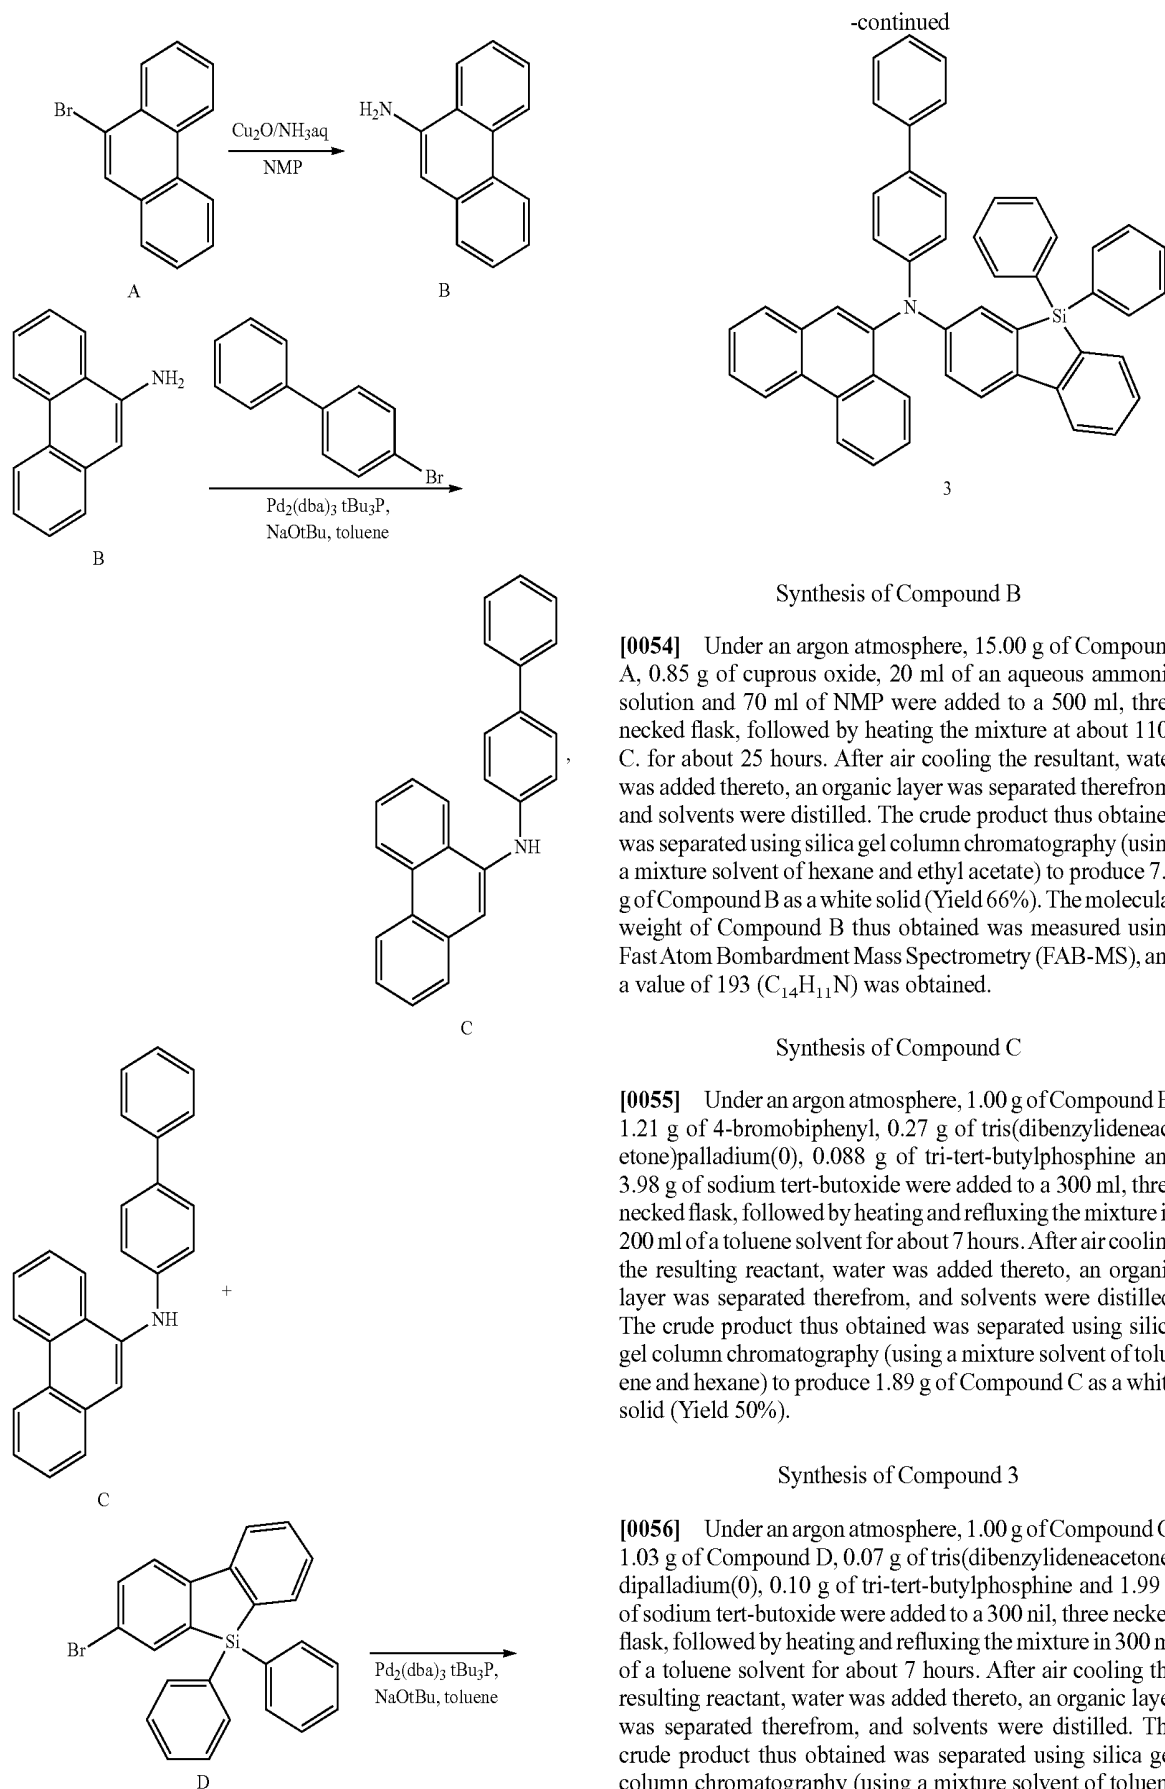 Br
Cu2O/NH3aq
NMP
A
H2N
B
NH2
Br
Pd2(dba)3 tBu3P,
NaOtBu, toluene
B
NH
,
C
NH
+
C
Br
Si
Pd2(dba)3 tBu3P,
NaOtBu, toluene
D
-continued
N
Si
3
Synthesis of Compound B
[0054] Under an argon atmosphere, 15.00 g of Compoun
A, 0.85 g of cuprous oxide, 20 ml of an aqueous ammoni
solution and 70 ml of NMP were added to a 500 ml, thre
necked flask, followed by heating the mixture at about 110
C. for about 25 hours. After air cooling the resultant, wate
was added thereto, an organic layer was separated therefrom
and solvents were distilled. The crude product thus obtaine
was separated using silica gel column chromatography (usin
a mixture solvent of hexane and ethyl acetate) to produce 7.
g of Compound B as a white solid (Yield 66%). The molecula
weight of Compound B thus obtained was measured usin
Fast Atom Bombardment Mass Spectrometry (FAB-MS), an
a value of 193 (C14H11N) was obtained.
Synthesis of Compound C
[0055] Under an argon atmosphere, 1.00 g of Compound B
1.21 g of 4-bromobiphenyl, 0.27 g of tris(dibenzylideneac
etone)palladium(0), 0.088 g of tri-tert-butylphosphine an
3.98 g of sodium tert-butoxide were added to a 300 ml, thre
necked flask, followed by heating and refluxing the mixture i
200 ml of a toluene solvent for about 7 hours. After air coolin
the resulting reactant, water was added thereto, an organi
layer was separated therefrom, and solvents were distilled
The crude product thus obtained was separated using silic
gel column chromatography (using a mixture solvent of tolu
ene and hexane) to produce 1.89 g of Compound C as a whit
solid (Yield 50%).
Synthesis of Compound 3
[0056] Under an argon atmosphere, 1.00 g of Compound C
1.03 g of Compound D, 0.07 g of tris(dibenzylideneacetone
dipalladium(0), 0.10 g of tri-tert-butylphosphine and 1.99
of sodium tert-butoxide were added to a 300 nil, three necke
flask, followed by heating and refluxing the mixture in 300 m
of a toluene solvent for about 7 hours. After air cooling th
resulting reactant, water was added thereto, an organic laye
was separated therefrom, and solvents were distilled. Th
crude product thus obtained was separated using silica ge
column chromatography (using a mixture solvent of toluen